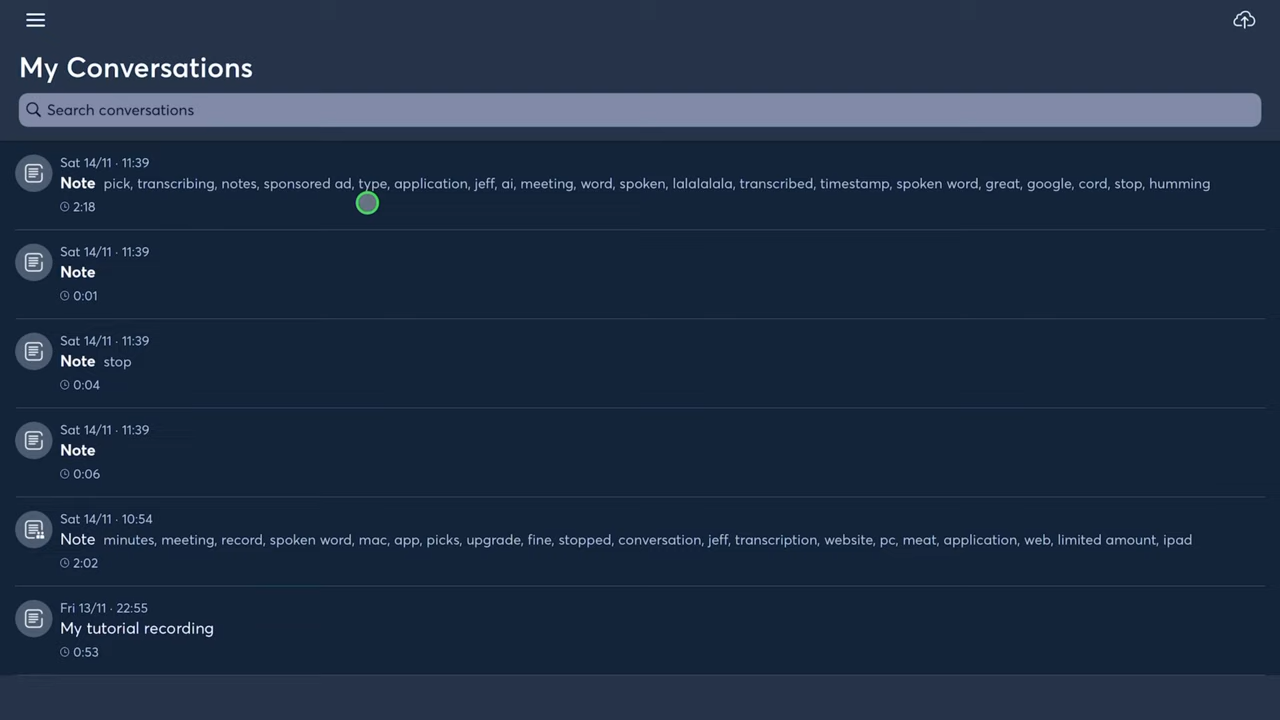 My Conversations
Search conversations
Sat 14/11 · 11:39
Note pick, transcribing, notes, sponsored ad, type, application, jeff, ai, meeting, word, spoken, lalalalala, transcribed, timestamp, spoken word, great, google, cord, stop, humming
2:18
Sat 14/11 · 11:39
Note
0:01
Sat 14/11 · 11:39
Note stop
0:04
Sat 14/11 · 11:39
Note
0:06
Sat 14/11 · 10:54
Note minutes, meeting, record, spoken word, mac, app, picks, upgrade, fine, stopped, conversation, jeff, transcription, website, pc, meat, application, web, limited amount, ipad
2:02
Fri 13/11 · 22:55
My tutorial recording
0:53